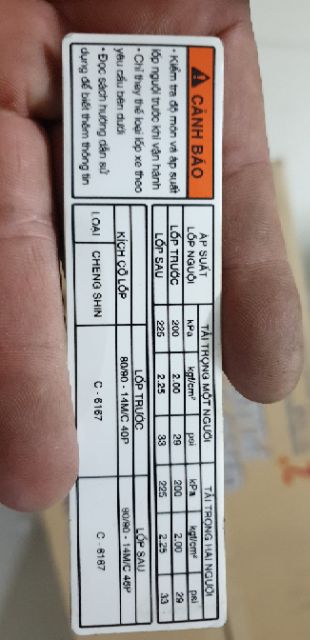 ⚠ CẢNH BÁO
• Kiểm tra độ mòn và áp suất
lốp nguội trước khi vận hành
• Chỉ thay thế loại lốp xe theo
yêu cầu bên dưới
• Đọc sách hướng dẫn sử
dụng để biết thêm thông tin
ÁP SUẤT LỐP NGUỘI TẢI TRỌNG MỘT NGƯỜI TẢI TRỌNG HAI NGƯỜI
kPa kgf/cm² psi kPa kgf/cm² psi
LỐP TRƯỚC 200 2.00 29 200 2.00 29
LỐP SAU 225 2.25 33 225 2.25 33
LỐP TRƯỚC LỐP SAU
KÍCH CỠ LỐP 80/90 - 14M/C 40P 90/90 - 14M/C 46P
LOẠI CHENG SHIN C - 6167 C - 6167